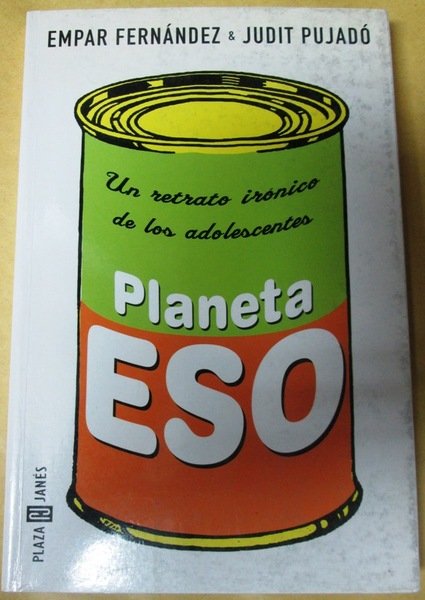 EMPAR FERNÁNDEZ & JUDIT PUJADÓ
Un retrato irónico
de los adolescentes
Planeta
ESO
PLAZA JANÉS